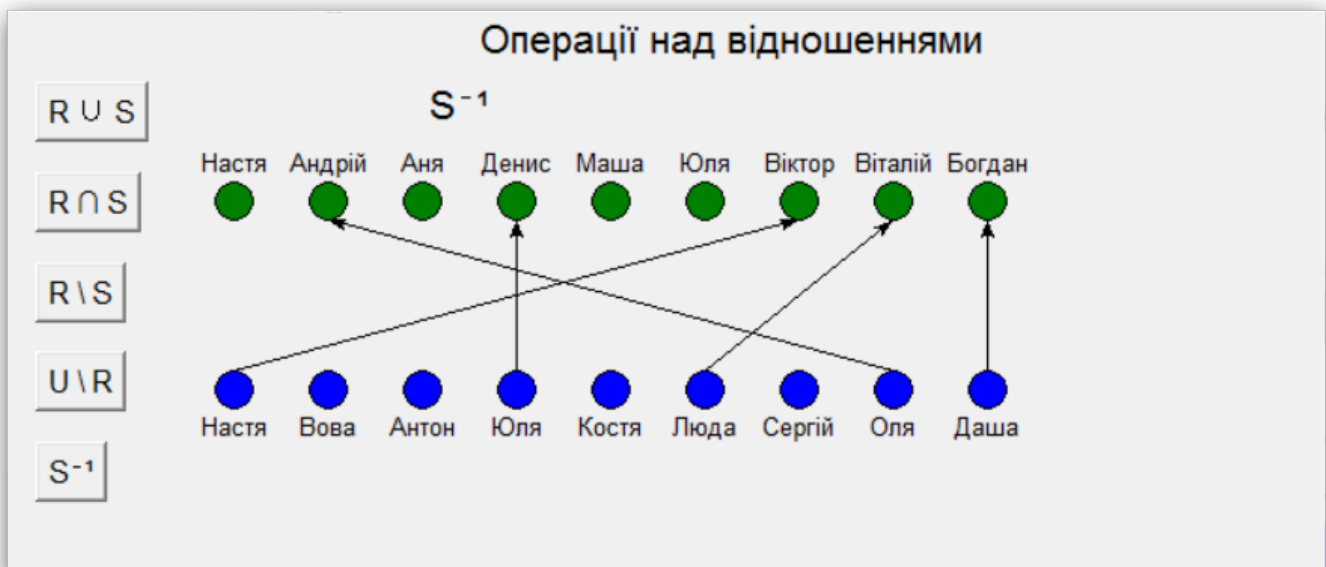 Операції над відношеннями
R ∪ S
S⁻¹
Настя Андрій Аня Денис Маша Юля Віктор Віталій Богдан
R ∩ S
R \ S
U \ R
Настя Вова Антон Юля Костя Люда Сергій Оля Даша
S⁻¹